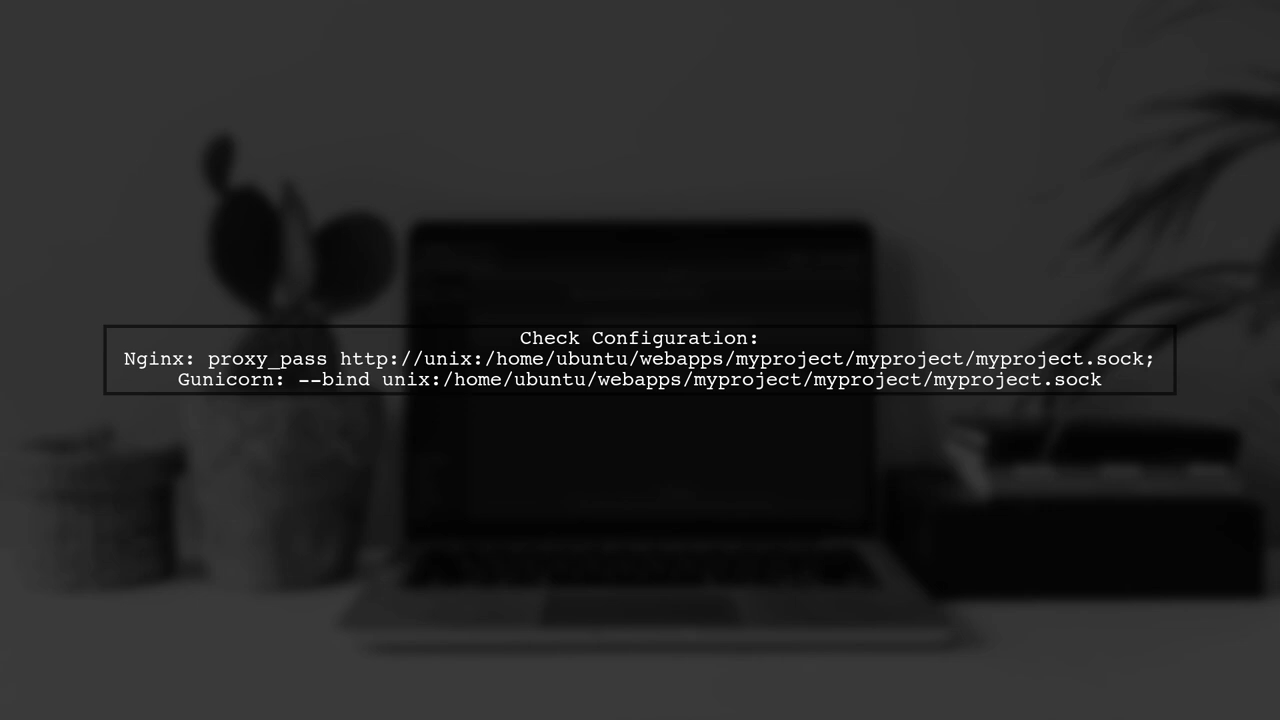 Check Configuration:
Nginx: proxy_pass http://unix:/home/ubuntu/webapps/myproject/myproject/myproject.sock;
Gunicorn: --bind unix:/home/ubuntu/webapps/myproject/myproject/myproject.sock